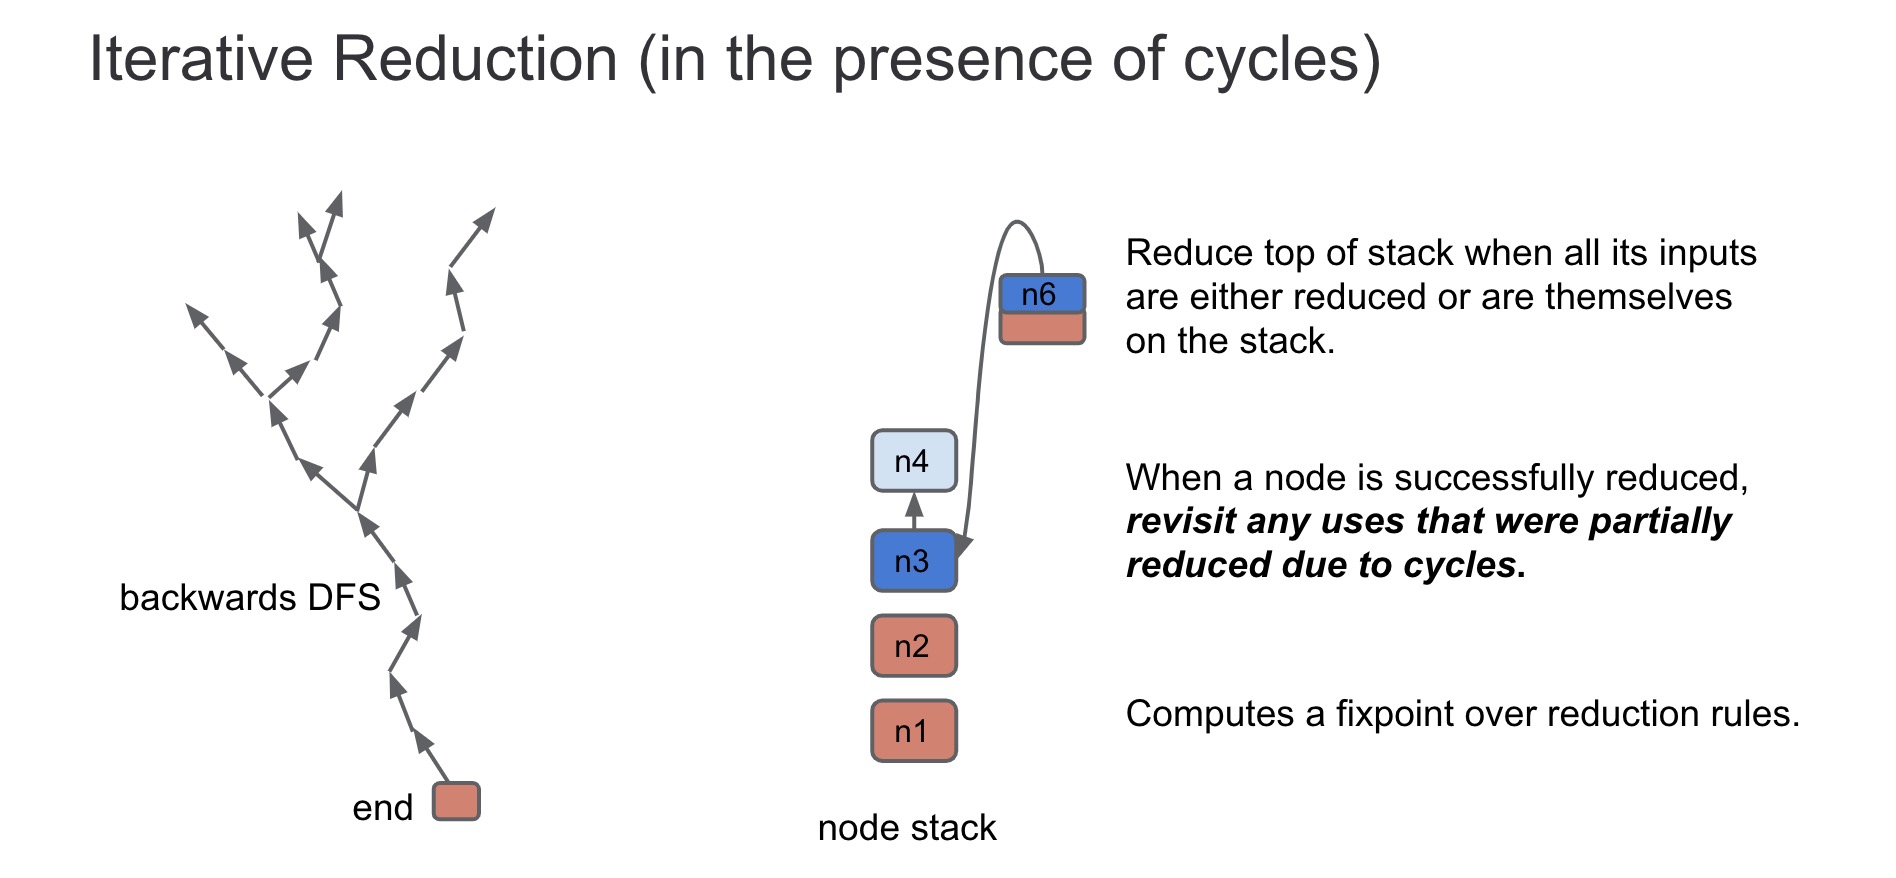 Iterative Reduction (in the presence of cycles)
backwards DFS
end
n6
n4
n3
n2
n1
node stack
Reduce top of stack when all its inputs
are either reduced or are themselves
on the stack.
When a node is successfully reduced,
revisit any uses that were partially
reduced due to cycles.
Computes a fixpoint over reduction rules.